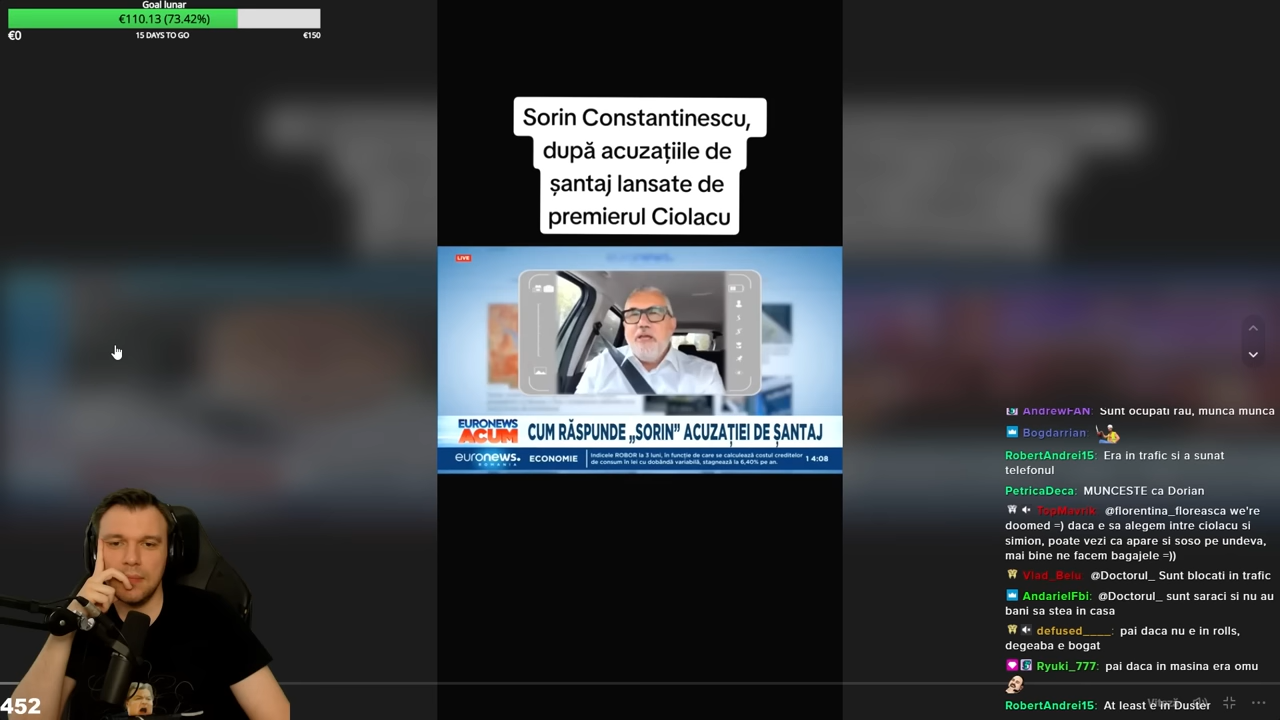 Goal lunar
€110.13 (73.42%)
€0
15 DAYS TO GO
€150
Sorin Constantinescu,
după acuzațiile de
șantaj lansate de
premierul Ciolacu
LIVE
EURONEWS
ACUM
CUM RĂSPUNDE „SORIN” ACUZAȚIEI DE ȘANTAJ
euronews.
ROMANIA
ECONOMIE
Indicele ROBOR la 3 luni, în funcție de care se calculează costul creditelor
de consum în lei cu dobândă variabilă, stagnează la 6,40% pe an.
14:08
AndrewFAN: Sunt ocupati rau, munca munca
Bogdarrian:
RobertAndrei15: Era in trafic si a sunat
telefonul
PetricaDeca: MUNCESTE ca Dorian
TopMavrik: @florentina_floreasca we're
doomed =) daca e sa alegem intre ciolacu si
simion, poate vezi ca apare si soso pe undeva,
mai bine ne facem bagajele =))
Vlad_Belu: @Doctorul_ Sunt blocati in trafic
AndarielFbi: @Doctorul_ sunt saraci si nu au
bani sa stea in casa
defused____: pai daca nu e in rolls,
degeaba e bogat
Ryuki_777: pai daca in masina era omu
RobertAndrei15: At least e in Duster
452